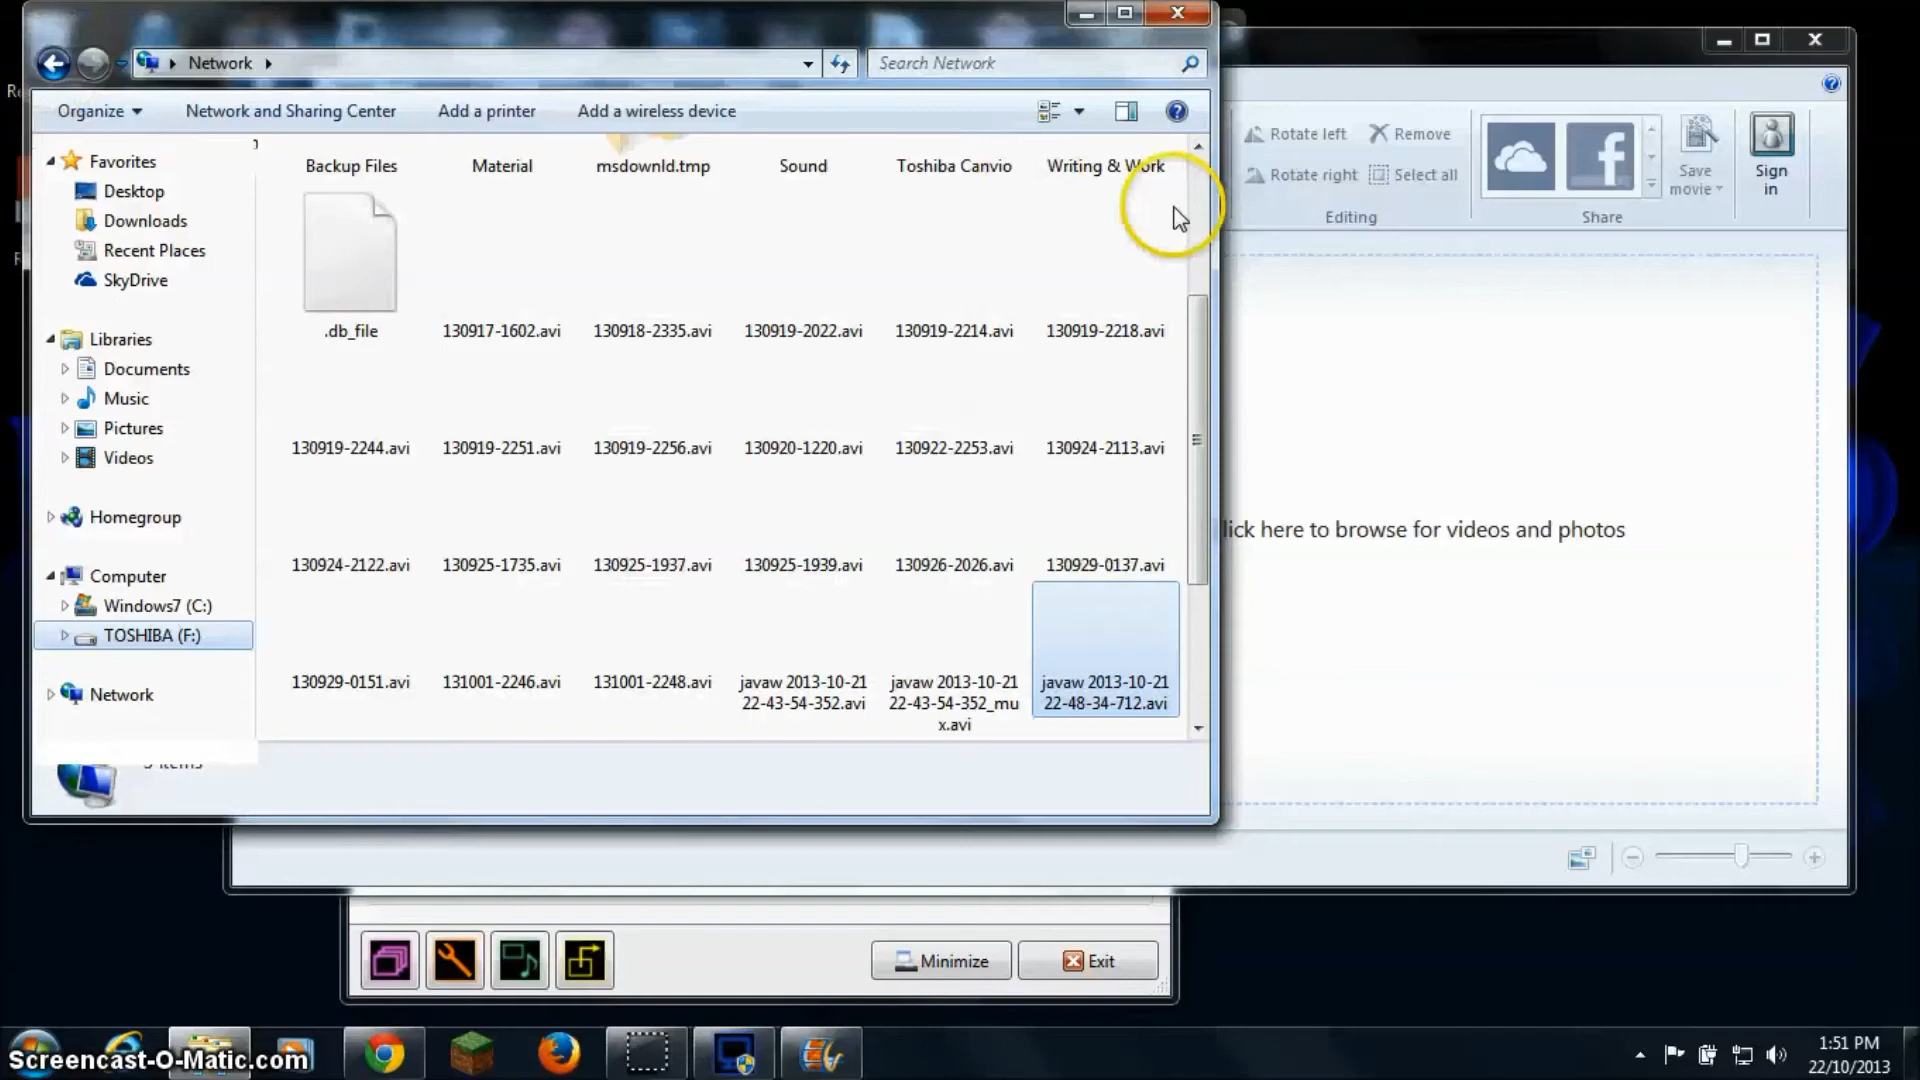 Network
Search Network
Organize
Network and Sharing Center
Add a printer
Add a wireless device
Favorites
Desktop
Downloads
Recent Places
SkyDrive
Libraries
Documents
Music
Pictures
Videos
Homegroup
Computer
Windows7 (C:)
TOSHIBA (F:)
Network
Backup Files
Material
msdownld.tmp
Sound
Toshiba Canvio
Writing & Work
.db_file
130917-1602.avi
130918-2335.avi
130919-2022.avi
130919-2214.avi
130919-2218.avi
130919-2244.avi
130919-2251.avi
130919-2256.avi
130920-1220.avi
130922-2253.avi
130924-2113.avi
130924-2122.avi
130925-1735.avi
130925-1937.avi
130925-1939.avi
130926-2026.avi
130929-0137.avi
130929-0151.avi
131001-2246.avi
131001-2248.avi
javaw 2013-10-21
22-43-54-352.avi
javaw 2013-10-21
22-43-54-352_mu
x.avi
javaw 2013-10-21
22-48-34-712.avi
Rotate left
Remove
Rotate right
Select all
Editing
Share
Save
movie
Sign
in
lick here to browse for videos and photos
Minimize
Exit
Screencast-O-Matic.com
1:51 PM
22/10/2013